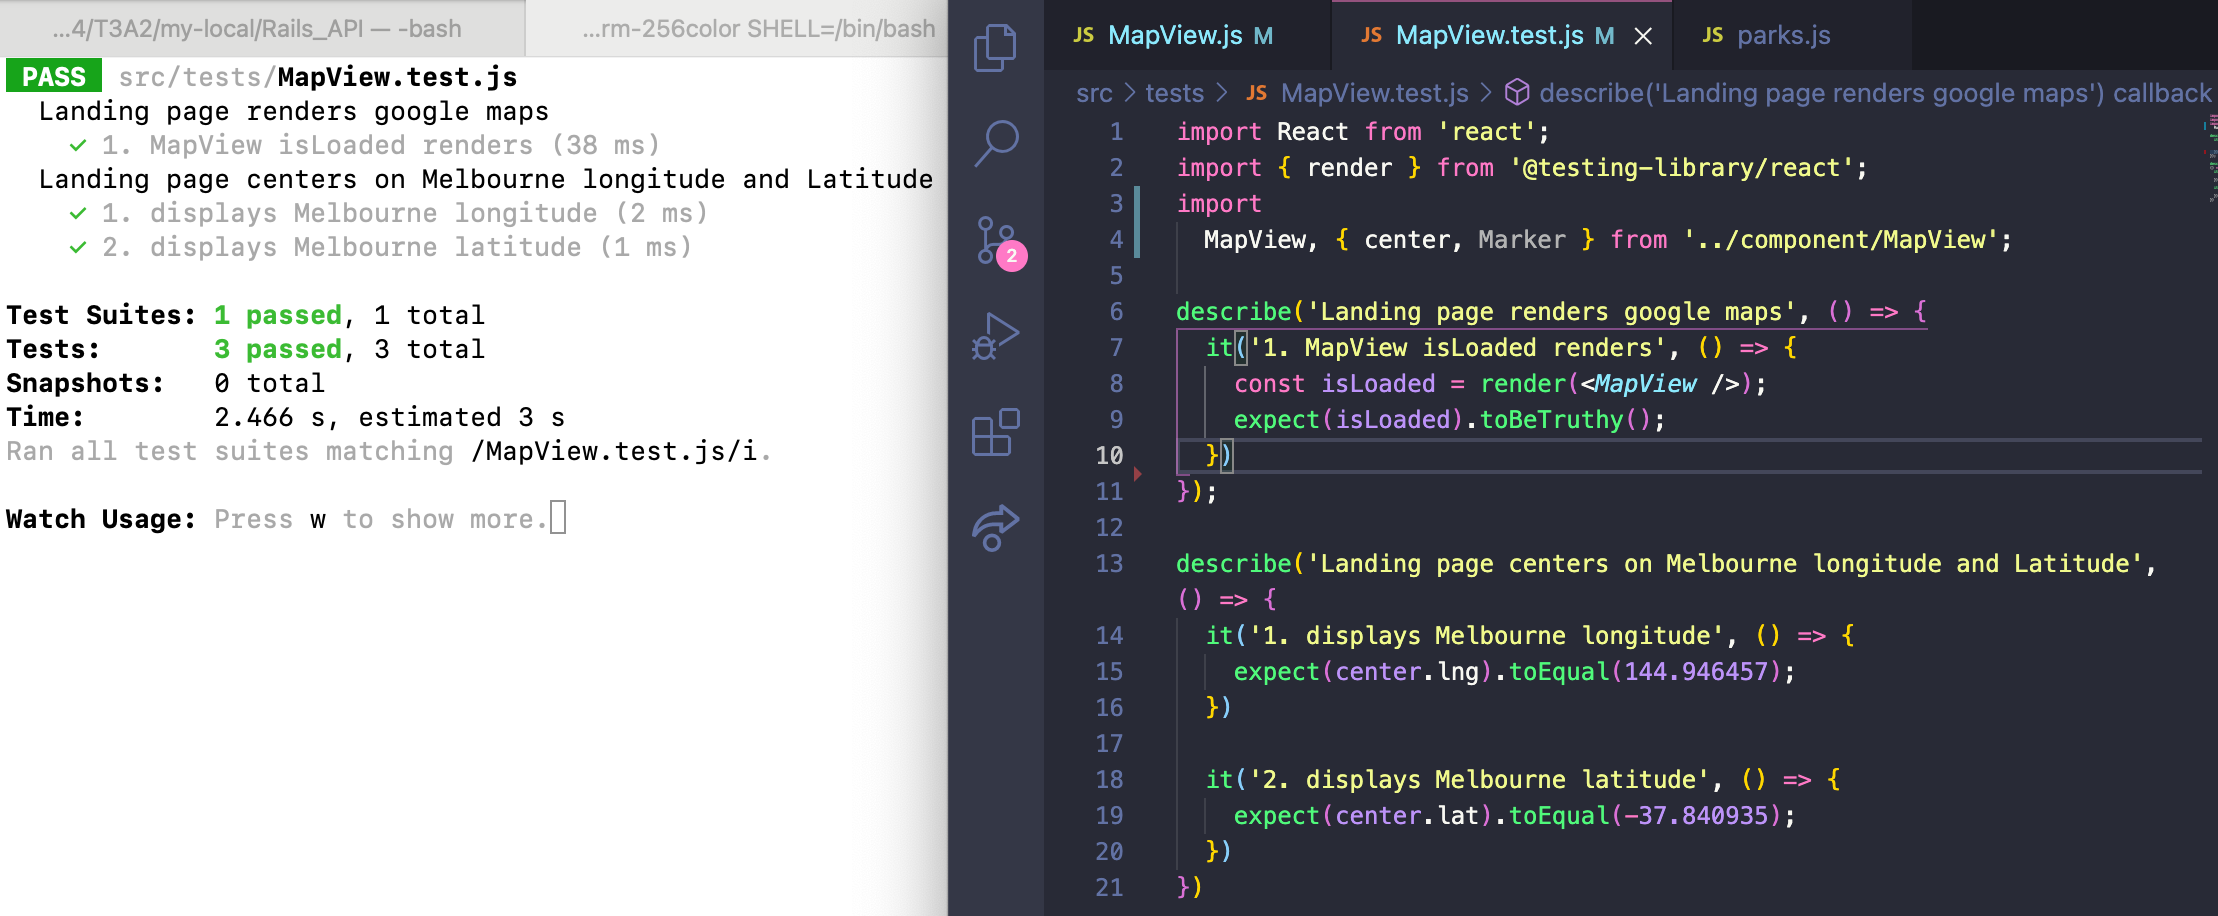 ...4/T3A2/my-local/Rails_API — -bash
...rm-256color SHELL=/bin/bash
PASS src/tests/MapView.test.js
Landing page renders google maps
✓ 1. MapView isLoaded renders (38 ms)
Landing page centers on Melbourne longitude and Latitude
✓ 1. displays Melbourne longitude (2 ms)
✓ 2. displays Melbourne latitude (1 ms)
Test Suites: 1 passed, 1 total
Tests: 3 passed, 3 total
Snapshots: 0 total
Time: 2.466 s, estimated 3 s
Ran all test suites matching /MapView.test.js/i.
Watch Usage: Press w to show more.
2
JS MapView.js M
JS MapView.test.js M
JS parks.js
src > tests > JS MapView.test.js > describe('Landing page renders google maps') callback
1 import React from 'react';
2 import { render } from '@testing-library/react';
3 import
4 MapView, { center, Marker } from '../component/MapView';
5
6 describe('Landing page renders google maps', () => {
7 it('1. MapView isLoaded renders', () => {
8 const isLoaded = render(<MapView />);
9 expect(isLoaded).toBeTruthy();
10 })
11 });
12
13 describe('Landing page centers on Melbourne longitude and Latitude',
() => {
14 it('1. displays Melbourne longitude', () => {
15 expect(center.lng).toEqual(144.946457);
16 })
17
18 it('2. displays Melbourne latitude', () => {
19 expect(center.lat).toEqual(-37.840935);
20 })
21 })